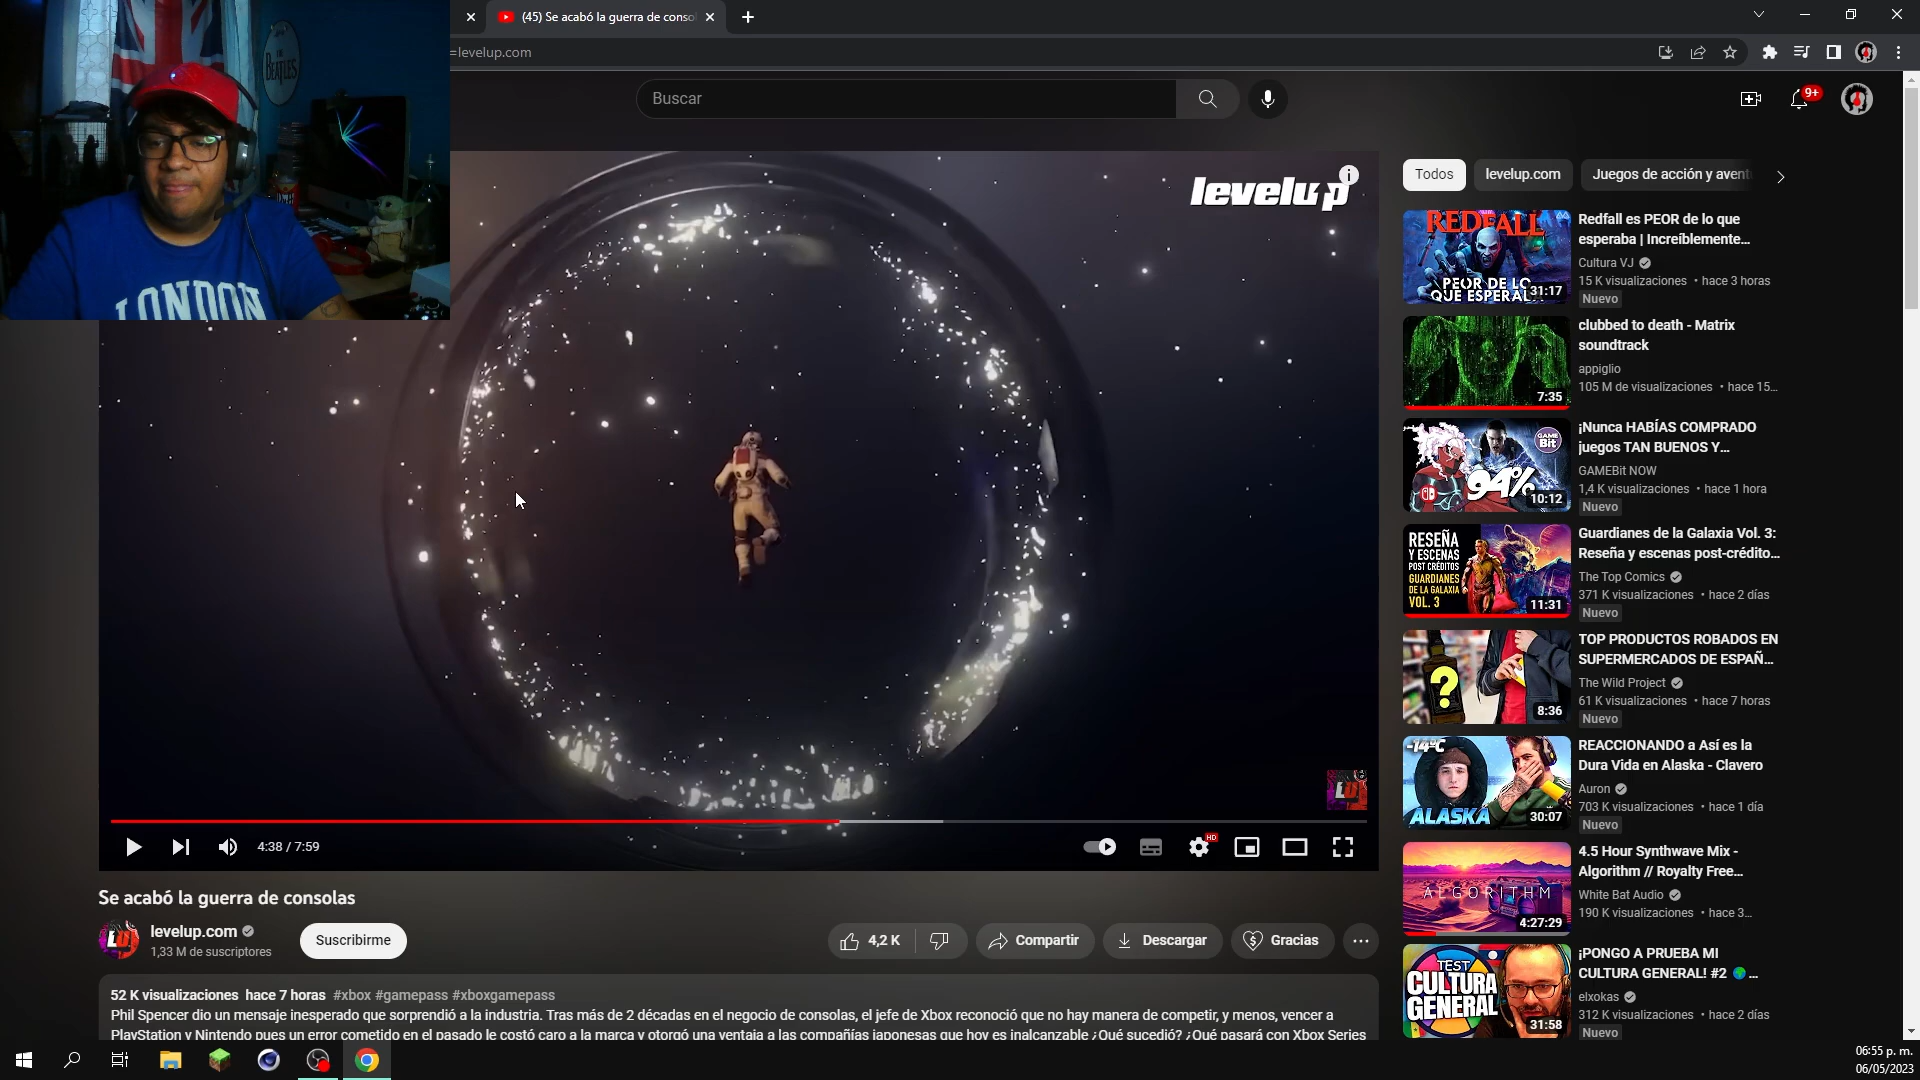 (45) Se acabó la guerra de conso
=levelup.com
THE
BEATLES
LONDON
Buscar
9+
levelup
Se acabó la guerra de consolas
4:38 / 7:59
HD
levelup.com
1,33 M de suscriptores
Suscribirme
4,2 K
Compartir
Descargar
Gracias
52 K visualizaciones hace 7 horas #xbox #gamepass #xboxgamepass
Phil Spencer dio un mensaje inesperado que sorprendió a la industria. Tras más de 2 décadas en el negocio de consolas, el jefe de Xbox reconoció que no hay manera de competir, y menos, vencer a
PlayStation y Nintendo pues un error cometido en el pasado le costó caro a la marca y otorgó una ventaja a las compañías japonesas que hoy es inalcanzable ¿Qué sucedió? ¿Qué pasará con Xbox Series
Todos
levelup.com
Juegos de acción y avent
REDFALL
PEOR DE LO
QUE ESPERA
31:17
Redfall es PEOR de lo que
esperaba | Increíblemente...
Cultura VJ
15 K visualizaciones • hace 3 horas
Nuevo
7:35
clubbed to death - Matrix
soundtrack
appiglio
105 M de visualizaciones • hace 15...
GAME
Bit
94%
10:12
¡Nunca HABÍAS COMPRADO
juegos TAN BUENOS Y...
GAMEBit NOW
1,4 K visualizaciones • hace 1 hora
Nuevo
RESEÑA
Y ESCENAS
POST CRÉDITOS
GUARDIANES
DE LA GALAXIA
VOL. 3
11:31
Guardianes de la Galaxia Vol. 3:
Reseña y escenas post-crédito...
The Top Comics
371 K visualizaciones • hace 2 días
Nuevo
?
8:36
TOP PRODUCTOS ROBADOS EN
SUPERMERCADOS DE ESPAÑ...
The Wild Project
61 K visualizaciones • hace 7 horas
Nuevo
-14ºC
ALASKA
30:07
REACCIONANDO a Así es la
Dura Vida en Alaska - Clavero
Auron
703 K visualizaciones • hace 1 día
Nuevo
ALGORITHM
4:27:29
4.5 Hour Synthwave Mix -
Algorithm // Royalty Free...
White Bat Audio
190 K visualizaciones • hace 3...
TEST
CULTURA
GENERAL
31:58
¡PONGO A PRUEBA MI
CULTURA GENERAL! #2 🌍...
elxokas
312 K visualizaciones • hace 2 días
Nuevo
06:55 p. m.
06/05/2023